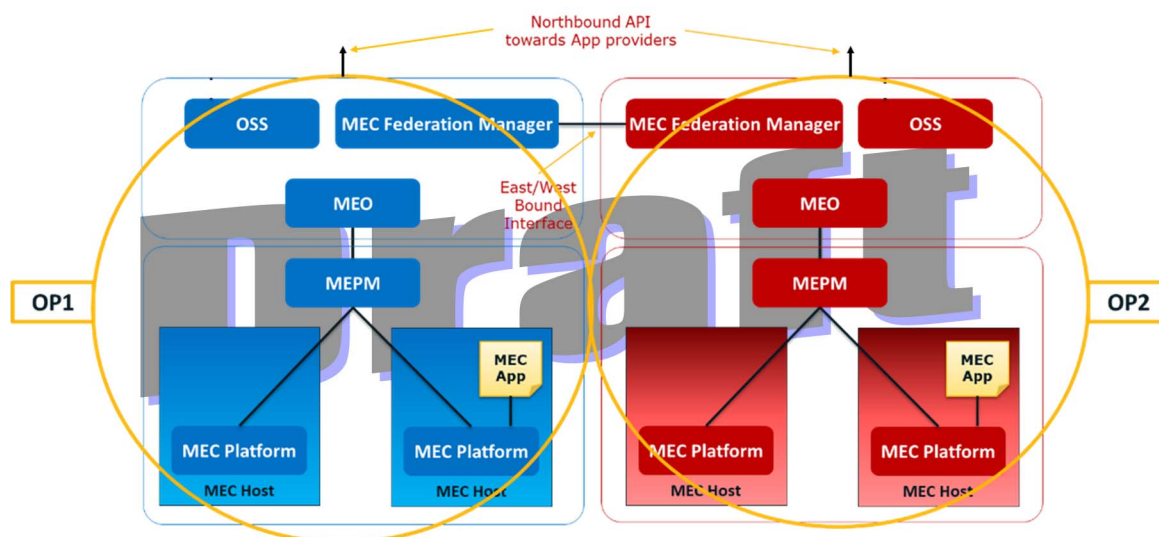 Northbound API
towards App providers
OSS
MEC Federation Manager
MEC Federation Manager
OSS
East/West
Bound
Interface
MEO
MEO
MEPM
MEPM
OP1
OP2
MEC
App
MEC
App
MEC Platform
MEC Platform
MEC Platform
MEC Platform
MEC Host
MEC Host
MEC Host
MEC Host
Draft